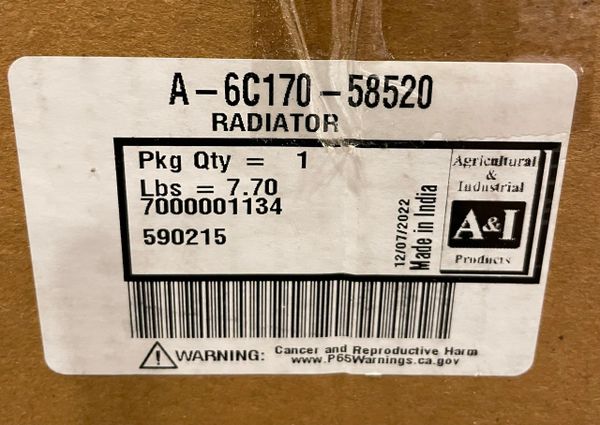 A-6C170-58520
RADIATOR
Pkg Qty = 1
Lbs = 7.70
7000001134
590215
12/07/2022
Made in India
Agricultural
&
Industrial
A&I
Products
WARNING: Cancer and Reproductive Harm
www.P65Warnings.ca.gov